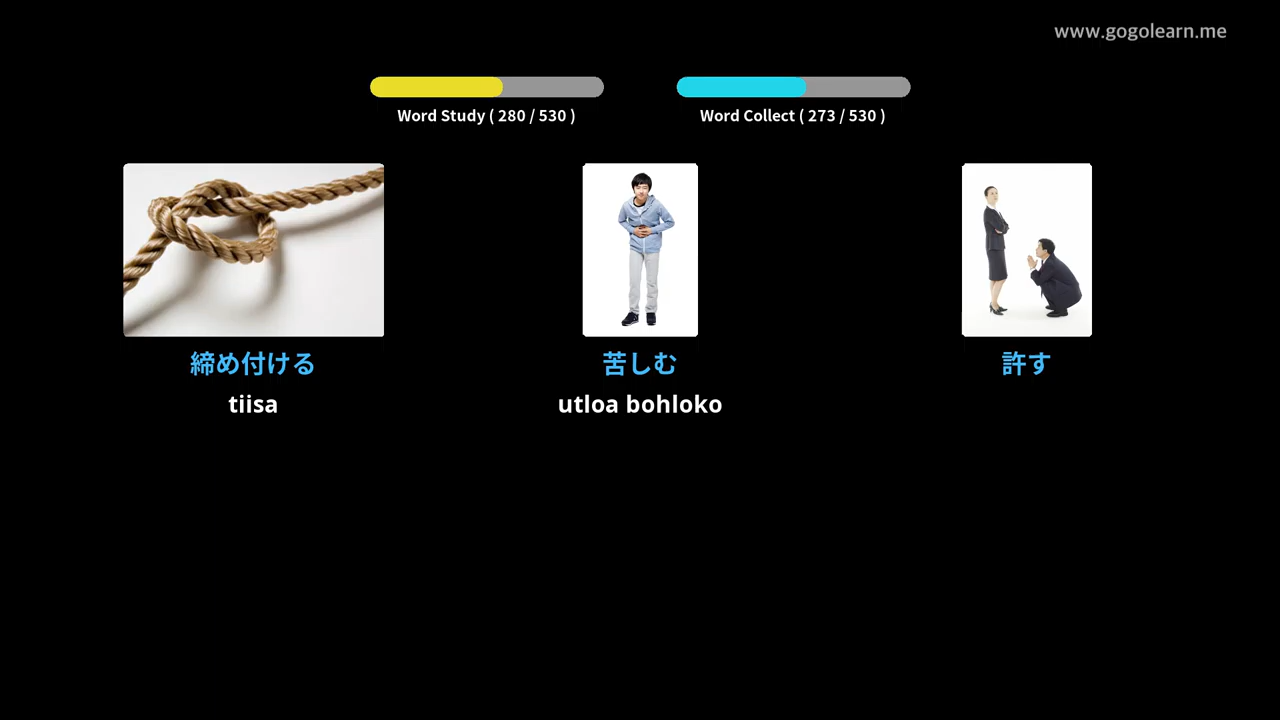 www.gogolearn.me
Word Study ( 280 / 530 )
Word Collect ( 273 / 530 )
締め付ける
tiisa
苦しむ
utloa bohloko
許す